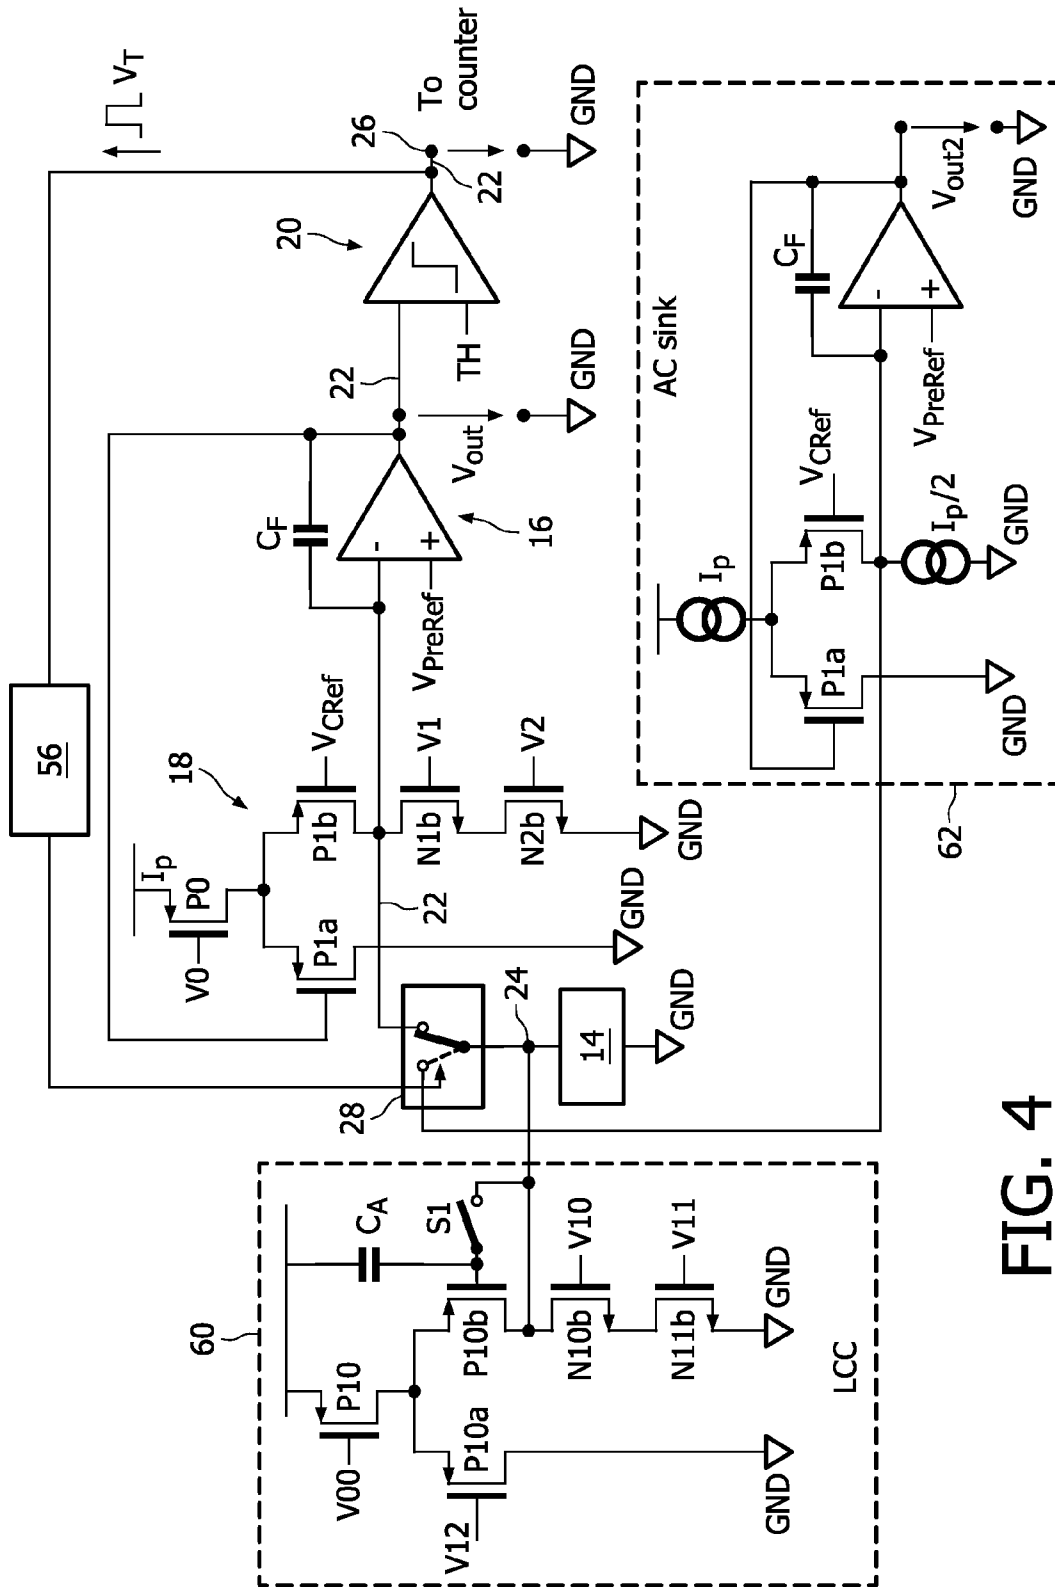 56
V_T
18
I_p
V0
P0
P1a
P1b
V_CRef
C_F
20
26
22
To
counter
GND
22
TH
-
+
16
V_PreRef
V_out
GND
22
N1b
V1
N2b
V2
GND
GND
28
24
14
GND
60
C_A
S1
V00
P10
P10a
P10b
V12
V10
N10b
V11
N11b
GND
GND
LCC
62
AC sink
I_p
P1a
P1b
V_CRef
C_F
-
+
V_PreRef
I_p/2
GND
GND
V_out2
GND
FIG. 4